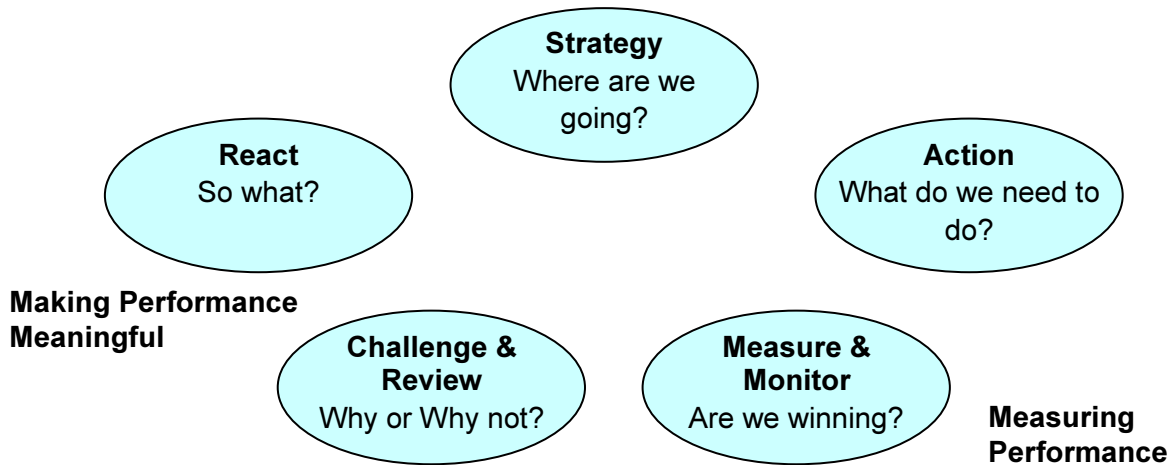 Strategy
Where are we
going?
React
So what?
Action
What do we need to
do?
Making Performance
Meaningful
Challenge &
Review
Why or Why not?
Measure &
Monitor
Are we winning?
Measuring
Performance